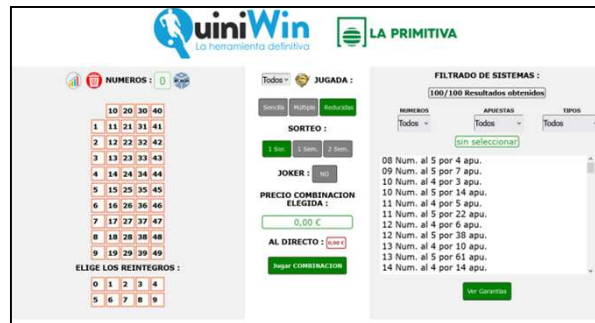 QuiniWin
La herramienta definitiva
LA PRIMITIVA
NUMEROS : 0
10 20 30 40
1 11 21 31 41
2 12 22 32 42
3 13 23 33 43
4 14 24 34 44
5 15 25 35 45
6 16 26 36 46
7 17 27 37 47
8 18 28 38 48
9 19 29 39 49
ELIGE LOS REINTEGROS :
0 1 2 3 4
5 6 7 8 9
Todos JUGADA :
Sencilla Múltiple Reducidas
SORTEO :
1 Sor. 1 Sem. 2 Sem.
JOKER : NO
PRECIO COMBINACION
ELEGIDA :
0,00 €
AL DIRECTO : 0,00 €
Jugar COMBINACION
FILTRADO DE SISTEMAS :
100/100 Resultados obtenidos
NUMEROS APUESTAS TIPOS
Todos Todos Todos
sin seleccionar
08 Num. al 5 por 4 apu.
09 Num. al 5 por 7 apu.
10 Num. al 4 por 3 apu.
10 Num. al 5 por 14 apu.
11 Num. al 4 por 5 apu.
11 Num. al 5 por 22 apu.
12 Num. al 4 por 6 apu.
12 Num. al 5 por 38 apu.
13 Num. al 4 por 10 apu.
13 Num. al 5 por 61 apu.
14 Num. al 4 por 14 apu.
Ver Garantias